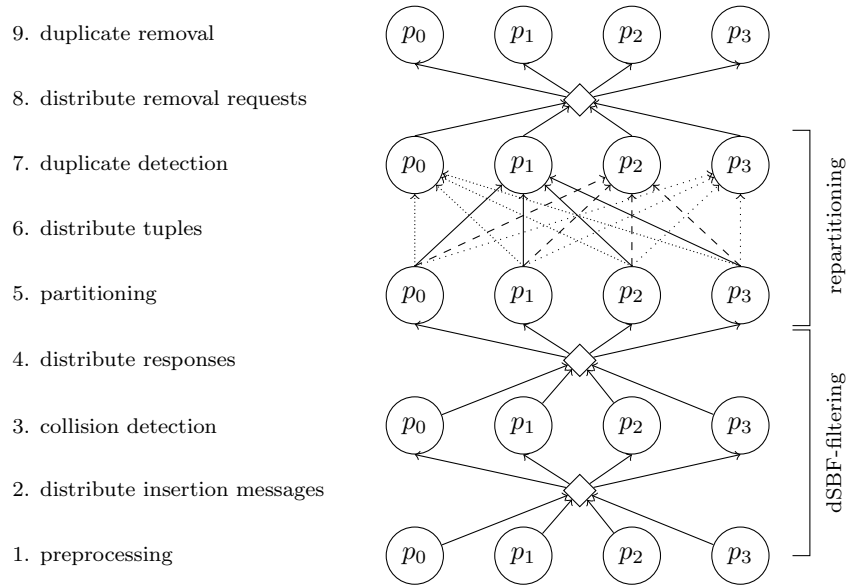 9. duplicate removal p0 p1 p2 p3
8. distribute removal requests
7. duplicate detection p0 p1 p2 p3
6. distribute tuples
5. partitioning p0 p1 p2 p3
4. distribute responses
3. collision detection p0 p1 p2 p3
2. distribute insertion messages
1. preprocessing p0 p1 p2 p3
repartitioning
dSBF-filtering